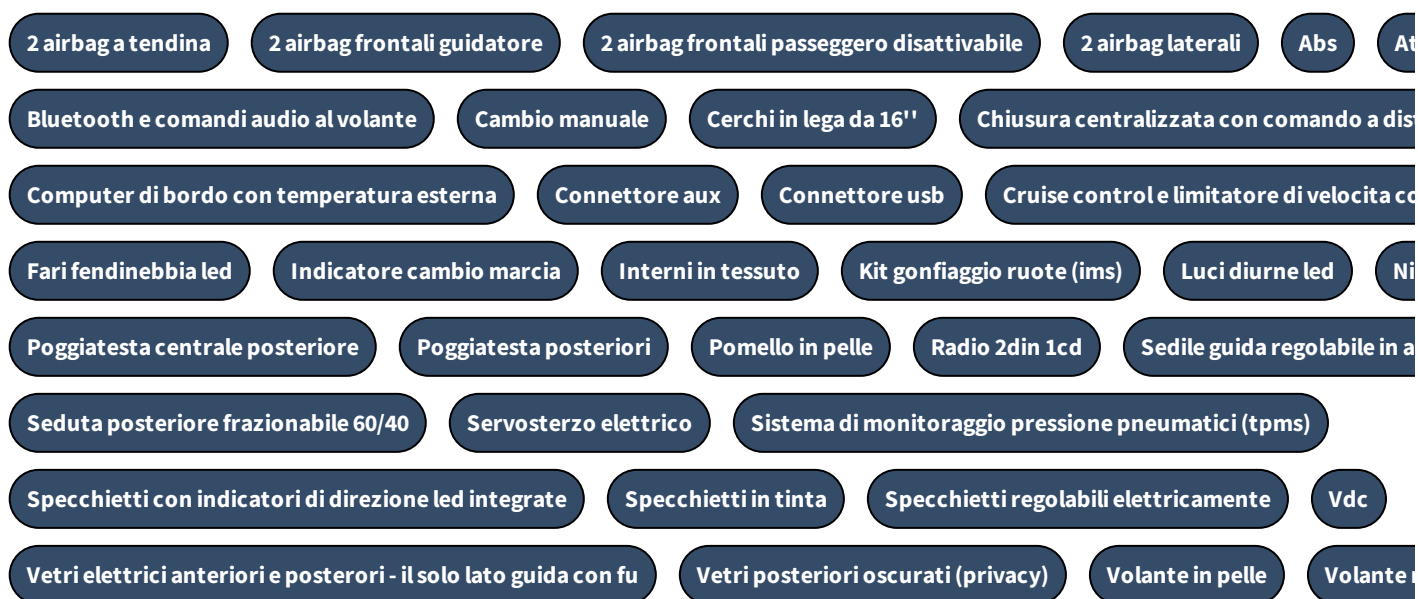 2 airbag a tendina 2 airbag frontali guidatore 2 airbag frontali passeggero disattivabile 2 airbag laterali Abs
Bluetooth e comandi audio al volante Cambio manuale Cerchi in lega da 16'' Chiusura centralizzata con comando a
Computer di bordo con temperatura esterna Connettore aux Connettore usb Cruise control e limitatore di velocita
Fari fendinebbia led Indicatore cambio marcia Interni in tessuto Kit gonfiaggio ruote (ims) Luci diurne led
Poggiatesta centrale posteriore Poggiatesta posteriori Pomello in pelle Radio 2din 1cd Sedile guida regolabile in
Seduta posteriore frazionabile 60/40 Servosterzo elettrico Sistema di monitoraggio pressione pneumatici (tpms)
Specchietti con indicatori di direzione led integrate Specchietti in tinta Specchietti regolabili elettricamente Vdc
Vetri elettrici anteriori e posterori - il solo lato guida con fu Vetri posteriori oscurati (privacy) Volante in pelle Volante